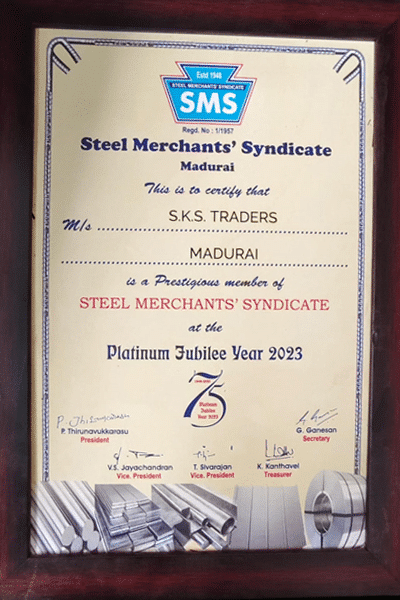 Estd 1948
STEEL MERCHANTS' SYNDICATE
SMS
Regd. No : 1/1957
Steel Merchants' Syndicate
Madurai
This is to certify that
M/s S.K.S. TRADERS
MADURAI
is a Prestigious member of
STEEL MERCHANTS' SYNDICATE
at the
Platinum Jubilee Year 2023
75
Platinum
Jubilee
Year 2023
P. Thirunavukkarasu
President
G. Ganesan
Secretary
V.S. Jayachandran
Vice. President
T. Sivarajan
Vice. President
K. Kanthavel
Treasurer